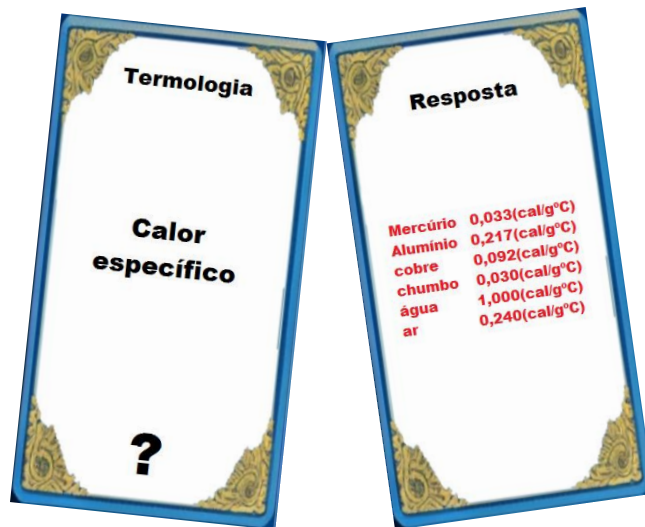 Termologia
Calor
específico
?
Resposta
Mercúrio 0,033(cal/gºC)
Alumínio 0,217(cal/gºC)
cobre 0,092(cal/gºC)
chumbo 0,030(cal/gºC)
água 1,000(cal/gºC)
ar 0,240(cal/gºC)